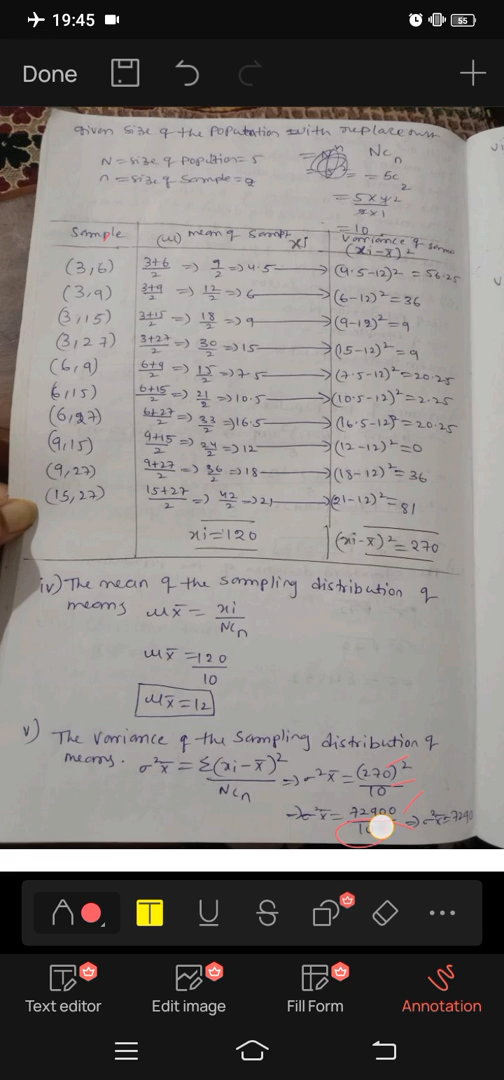 19:45
55
Done
given size of the population with replacement
N = size of popultion = 5
n = size of Sample = 2
Ncn
= 5c2
= 5×4/2×1
= 10
Sample (iii) mean of sampl xi variance of (xi-x̄)²
(3,6) 3+6/2 => 9/2 => 4.5 → (4.5-12)² = 56.25
(3,9) 3+9/2 => 12/2 => 6 → (6-12)² = 36
(3,15) 3+15/2 => 18/2 => 9 → (9-12)² = 9
(3,27) 3+27/2 => 30/2 => 15 → (15-12)² = 9
(6,9) 6+9/2 => 15/2 => 7.5 → (7.5-12)² = 20.25
(6,15) 6+15/2 => 21/2 => 10.5 → (10.5-12)² = 2.25
(6,27) 6+27/2 => 33/2 => 16.5 → (16.5-12)² = 20.25
(9,15) 9+15/2 => 24/2 => 12 → (12-12)² = 0
(9,27) 9+27/2 => 36/2 => 18 → (18-12)² = 36
(15,27) 15+27/2 => 42/2 => 21 → (21-12)² = 81
xi = 120 (xi-x̄)² = 270
iv) The mean of the sampling distribution of
means μx̄ = xi/Ncn
μx̄ = 120/10
μx̄ = 12
v) The variance of the sampling distribution of
means. σ²x̄ = Σ(xi-x̄)²/Ncn => σ²x̄ = (270)²/10
=> σ²x̄ = 72900/10 => σ²x̄ = 7290
T
U
S
Text editor
Edit image
Fill Form
Annotation